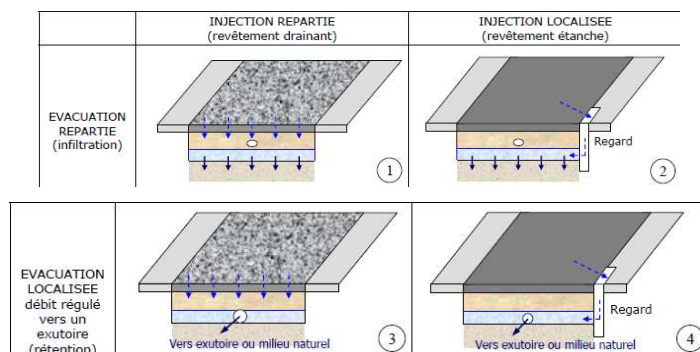 INJECTION REPARTIE
(revêtement drainant)
INJECTION LOCALISEE
(revêtement étanche)
EVACUATION
REPARTIE
(infiltration)
1
Regard
2
EVACUATION
LOCALISEE
débit régulé
vers un
exutoire
(rétention)
Vers exutoire ou milieu naturel
3
Regard
Vers exutoire ou milieu naturel
4